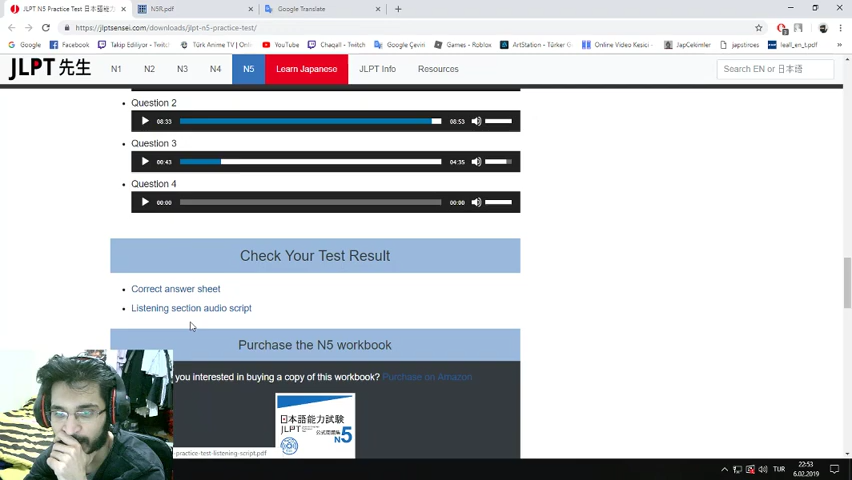 JLPT N5 Practice Test 日本語能力
N5R.pdf
Google Translate
https://jlptsensei.com/downloads/jlpt-n5-practice-test/
Google
Facebook
Takip Ediliyor - Twitch
Chaqall - Twitch
Türk Anime TV | Onli
YouTube
Google Çeviri
Games - Roblox
ArtStation - Türker G
Online Video Kesici
JapÇekimler
japstroes
leafl_en_t.pdf
JLPT 先生
N1
N2
N3
N4
N5
Learn Japanese
JLPT Info
Resources
Search EN or 日本語
Question 2
08:33
08:53
Question 3
00:43
04:35
Question 4
00:00
00:00
Check Your Test Result
Correct answer sheet
Listening section audio script
Purchase the N5 workbook
you interested in buying a copy of this workbook? Purchase on Amazon
日本語能力試験
JLPT 公式問題集
N5
practice-test-listening-script.pdf
TUR
22:53
6.02.2019